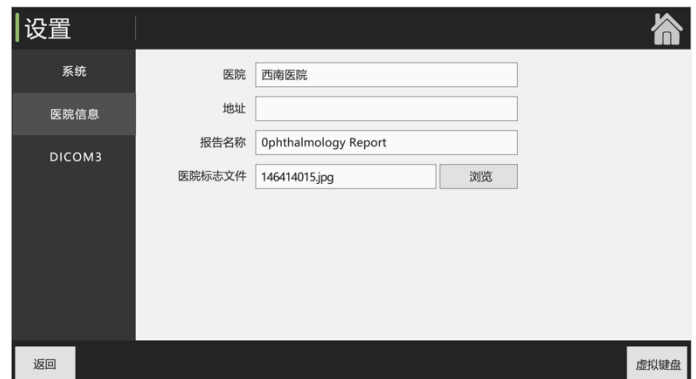 设置
系统
医院信息
DICOM3
医院 西南医院
地址
报告名称 0phthalmology Report
医院标志文件 146414015.jpg 浏览
返回 虚拟键盘